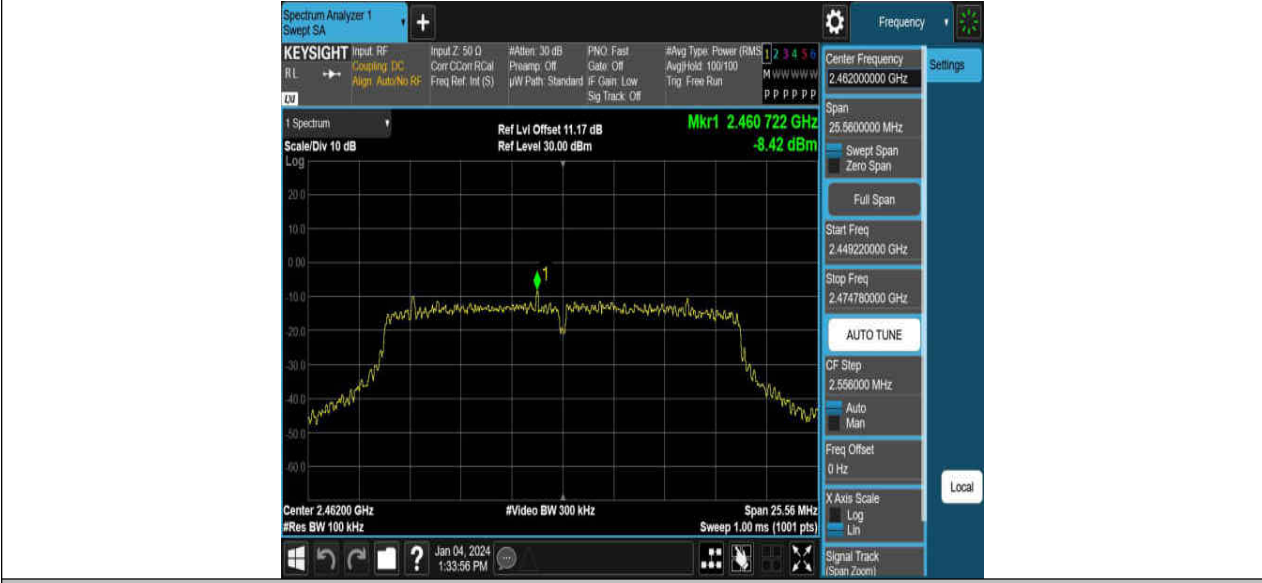 Spectrum Analyzer 1
Swept SA
+
Frequency
KEYSIGHT
RL
LXI
Input: RF
Coupling: DC
Align: Auto/No RF
Input Z: 50 Ω
Corr CCorr RCal
Freq Ref: Int (S)
#Atten: 30 dB
Preamp: Off
µW Path: Standard
PNO: Fast
Gate: Off
IF Gain: Low
Sig Track: Off
#Avg Type: Power (RMS
Avg|Hold: 100/100
Trig: Free Run
1 2 3 4 5 6
M W W W W W
P P P P P P
1 Spectrum
Scale/Div 10 dB
Log
Ref Lvl Offset 11.17 dB
Ref Level 30.00 dBm
Mkr1 2.460 722 GHz
-8.42 dBm
20.0
10.0
0.00
-10.0
-20.0
-30.0
-40.0
-50.0
-60.0
1
Center 2.46200 GHz
#Res BW 100 kHz
#Video BW 300 kHz
Span 25.56 MHz
Sweep 1.00 ms (1001 pts)
?
Jan 04, 2024
1:33:56 PM
Center Frequency
2.462000000 GHz
Settings
Span
25.5600000 MHz
Swept Span
Zero Span
Full Span
Start Freq
2.449220000 GHz
Stop Freq
2.474780000 GHz
AUTO TUNE
CF Step
2.556000 MHz
Auto
Man
Freq Offset
0 Hz
X Axis Scale
Log
Lin
Signal Track
(Span Zoom)
Local